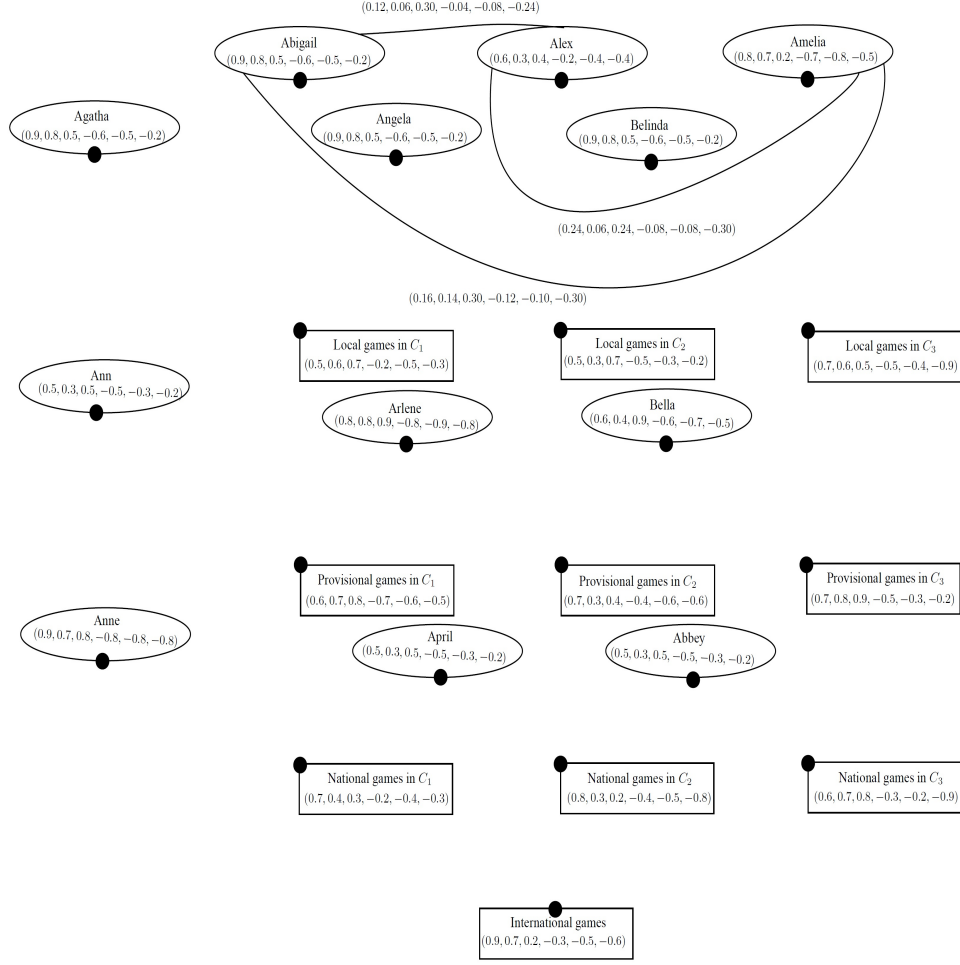 (0.12, 0.06, 0.30, −0.04, −0.08, −0.24)
Abigail
(0.9, 0.8, 0.5, −0.6, −0.5, −0.2)
Alex
(0.6, 0.3, 0.4, −0.2, −0.4, −0.4)
Amelia
(0.8, 0.7, 0.2, −0.7, −0.8, −0.5)
Agatha
(0.9, 0.8, 0.5, −0.6, −0.5, −0.2)
Angela
(0.9, 0.8, 0.5, −0.6, −0.5, −0.2)
Belinda
(0.9, 0.8, 0.5, −0.6, −0.5, −0.2)
(0.24, 0.06, 0.24, −0.08, −0.08, −0.30)
(0.16, 0.14, 0.30, −0.12, −0.10, −0.30)
Local games in C₁
(0.5, 0.6, 0.7, −0.2, −0.5, −0.3)
Local games in C₂
(0.5, 0.3, 0.7, −0.5, −0.3, −0.2)
Local games in C₃
(0.7, 0.6, 0.5, −0.5, −0.4, −0.9)
Ann
(0.5, 0.3, 0.5, −0.5, −0.3, −0.2)
Arlene
(0.8, 0.8, 0.9, −0.8, −0.9, −0.8)
Bella
(0.6, 0.4, 0.9, −0.6, −0.7, −0.5)
Provisional games in C₁
(0.6, 0.7, 0.8, −0.7, −0.6, −0.5)
Provisional games in C₂
(0.7, 0.3, 0.4, −0.4, −0.6, −0.6)
Provisional games in C₃
(0.7, 0.8, 0.9, −0.5, −0.3, −0.2)
Anne
(0.9, 0.7, 0.8, −0.8, −0.8, −0.8)
April
(0.5, 0.3, 0.5, −0.5, −0.3, −0.2)
Abbey
(0.5, 0.3, 0.5, −0.5, −0.3, −0.2)
National games in C₁
(0.7, 0.4, 0.3, −0.2, −0.4, −0.3)
National games in C₂
(0.8, 0.3, 0.2, −0.4, −0.5, −0.8)
National games in C₃
(0.6, 0.7, 0.8, −0.3, −0.2, −0.9)
International games
(0.9, 0.7, 0.2, −0.3, −0.5, −0.6)